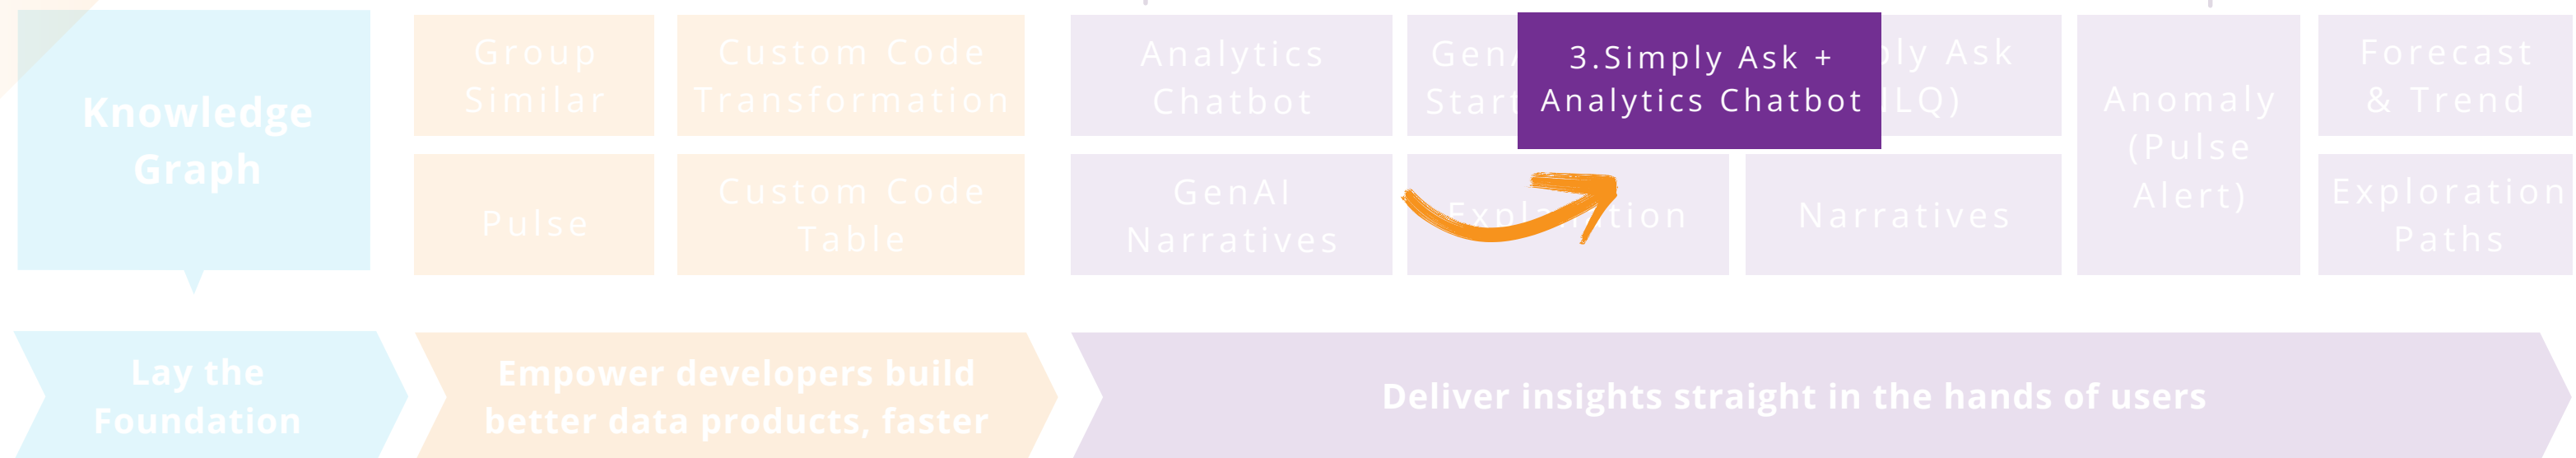 Knowledge
Graph
Group
Similar
Custom Code
Transformation
Pulse
Custom Code
Table
Analytics
Chatbot
3.Simply Ask +
Analytics Chatbot
Ask
GenAI
Narratives
Narratives
Anomaly
(Pulse
Alert)
Forecast
& Trend
Exploration
Paths
Lay the
Foundation
Empower developers build
better data products, faster
Deliver insights straight in the hands of users